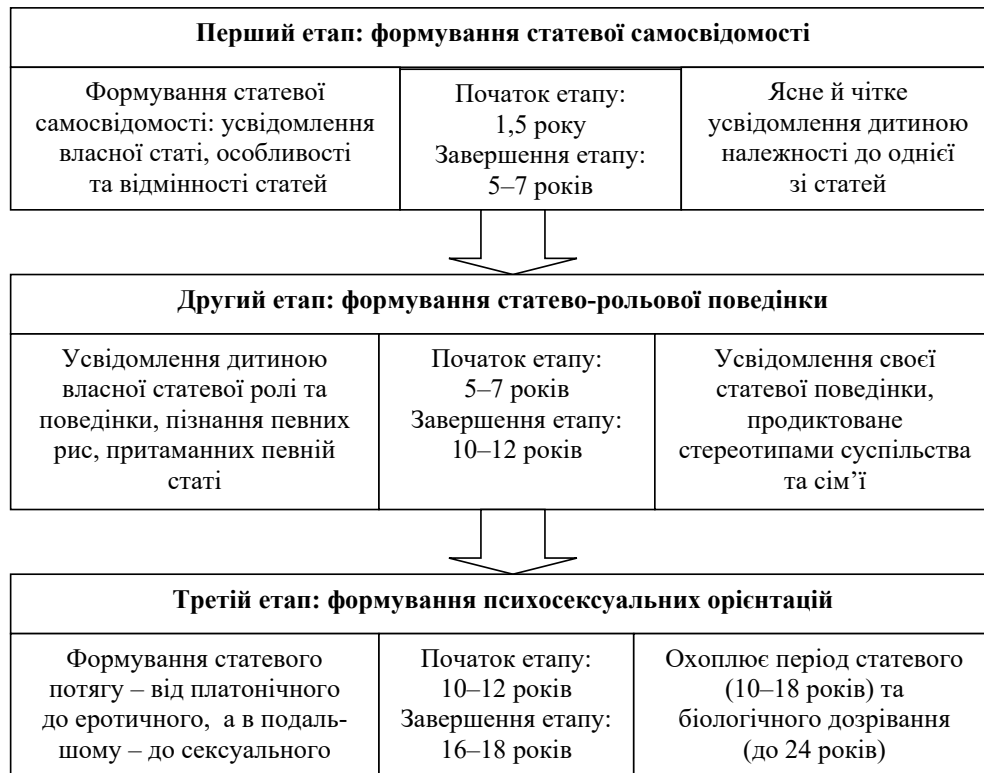 Перший етап: формування статевої самосвідомості
Формування статевої
самосвідомості: усвідомлення
власної статі, особливості
та відмінності статей
Початок етапу:
1,5 року
Завершення етапу:
5–7 років
Ясне й чітке
усвідомлення дитиною
належності до однієї
зі статей
Другий етап: формування статево-рольової поведінки
Усвідомлення дитиною
власної статевої ролі та
поведінки, пізнання певних
рис, притаманних певній
статі
Початок етапу:
5–7 років
Завершення етапу:
10–12 років
Усвідомлення своєї
статевої поведінки,
продиктоване
стереотипами суспільства
та сім’ї
Третій етап: формування психосексуальних орієнтацій
Формування статевого
потягу – від платонічного
до еротичного, а в подаль-
шому – до сексуального
Початок етапу:
10–12 років
Завершення етапу:
16–18 років
Охоплює період статевого
(10–18 років) та
біологічного дозрівання
(до 24 років)